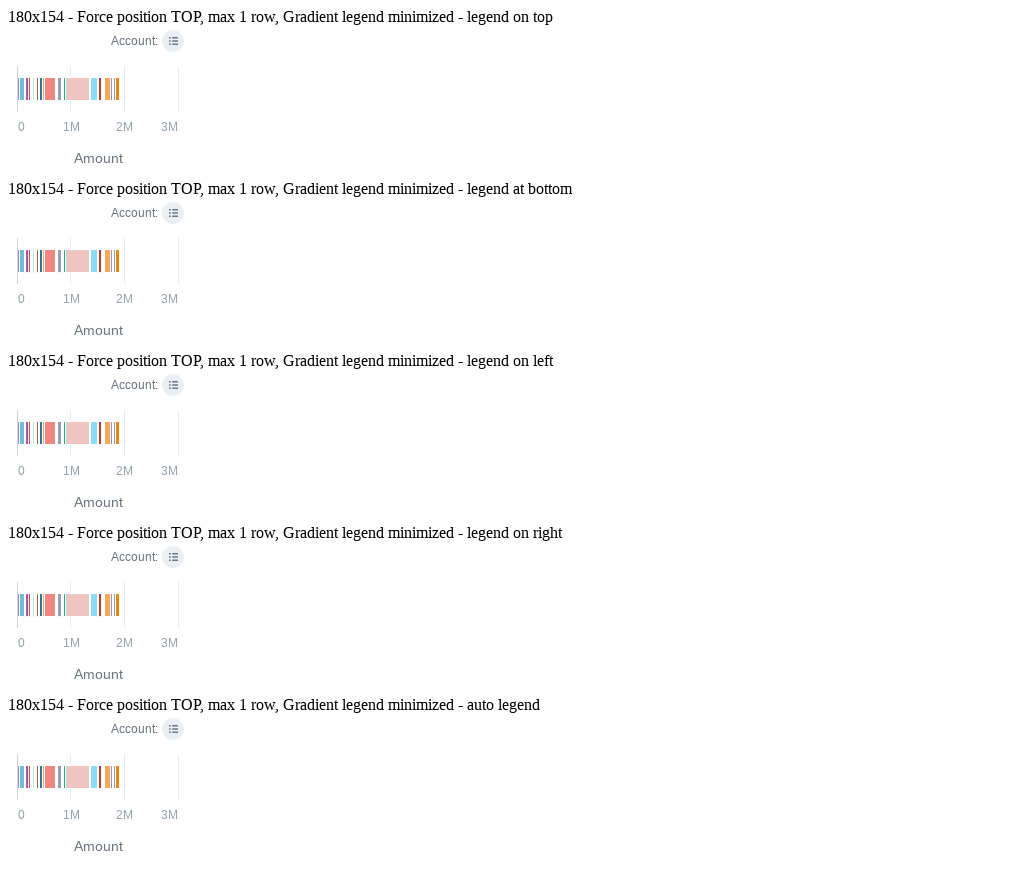 180x154 - Force position TOP, max 1 row, Gradient legend minimized - legend on top
Account:
0 1M 2M 3M
Amount
180x154 - Force position TOP, max 1 row, Gradient legend minimized - legend at bottom
Account:
0 1M 2M 3M
Amount
180x154 - Force position TOP, max 1 row, Gradient legend minimized - legend on left
Account:
0 1M 2M 3M
Amount
180x154 - Force position TOP, max 1 row, Gradient legend minimized - legend on right
Account:
0 1M 2M 3M
Amount
180x154 - Force position TOP, max 1 row, Gradient legend minimized - auto legend
Account:
0 1M 2M 3M
Amount